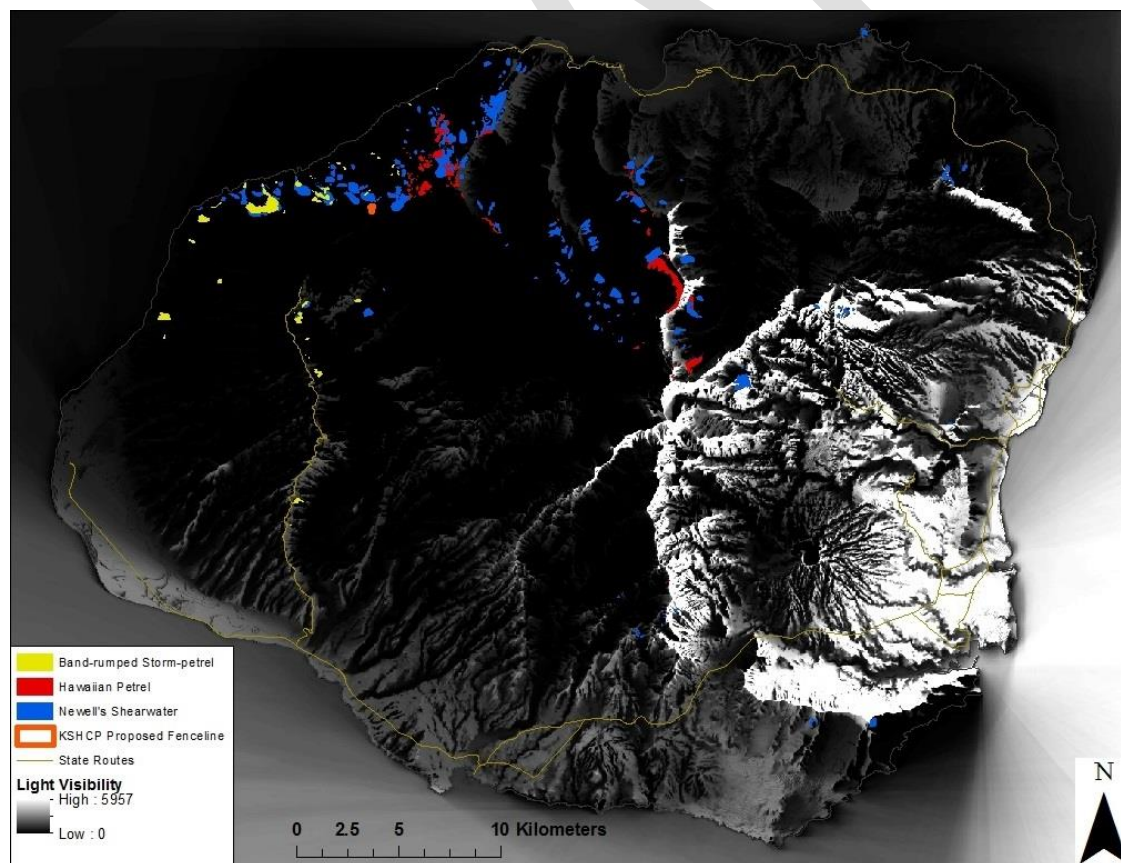 Band-rumped Storm-petrel
Hawaiian Petrel
Newell's Shearwater
KSHCP Proposed Fenceline
State Routes
Light Visibility
High : 5957
Low : 0
0 2.5 5 10 Kilometers
N